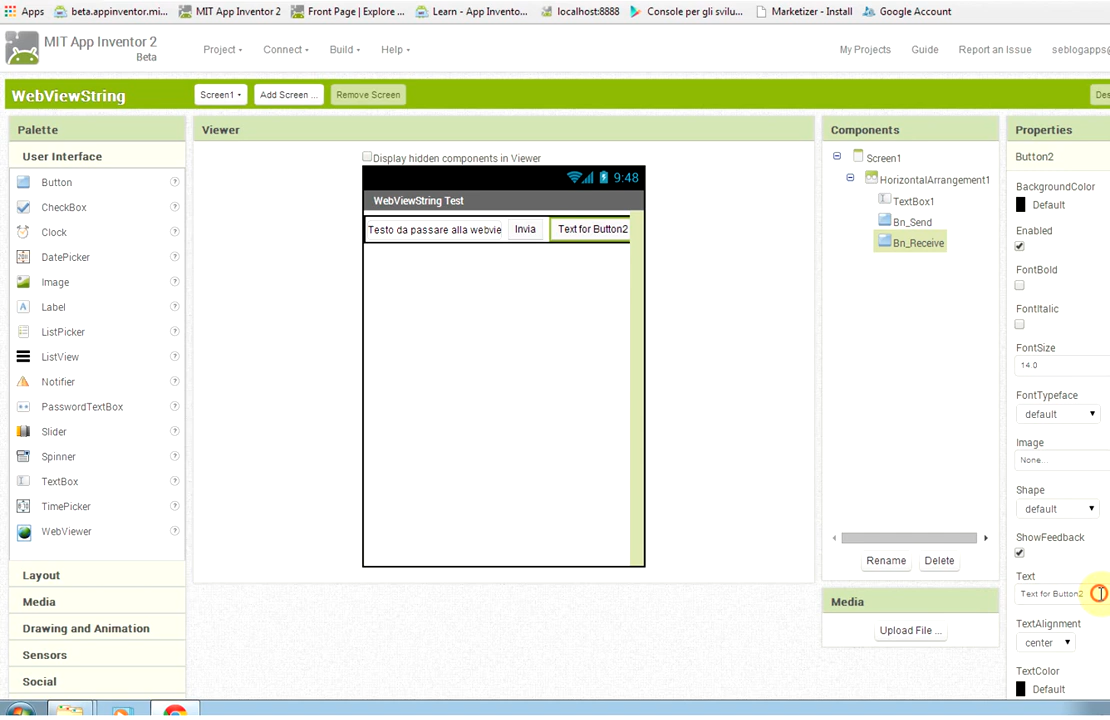 Apps beta.appinventor.mi... MIT App Inventor 2 Front Page | Explore ... Learn - App Invento... localhost:8888 Console per gli svilu... Marketizer - Install Google Account
MIT App Inventor 2
Beta
Project Connect Build Help My Projects Guide Report an Issue seblogapps@
WebViewString Screen1 Add Screen ... Remove Screen Des
Palette
User Interface
Button ?
CheckBox ?
Clock ?
DatePicker ?
Image ?
Label ?
ListPicker ?
ListView ?
Notifier ?
PasswordTextBox ?
Slider ?
Spinner ?
TextBox ?
TimePicker ?
WebViewer ?
Layout
Media
Drawing and Animation
Sensors
Social
Viewer
Display hidden components in Viewer
9:48
WebViewString Test
Testo da passare alla webvie Invia Text for Button2
Components
Screen1
HorizontalArrangement1
TextBox1
Bn_Send
Bn_Receive
Rename Delete
Media
Upload File ...
Properties
Button2
BackgroundColor
Default
Enabled
FontBold
FontItalic
FontSize
14.0
FontTypeface
default
Image
None...
Shape
default
ShowFeedback
Text
Text for Button2
TextAlignment
center
TextColor
Default